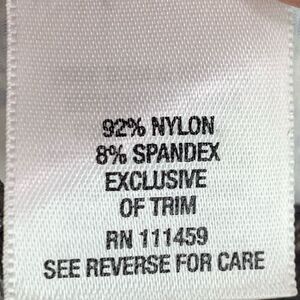 92% NYLON
8% SPANDEX
EXCLUSIVE
OF TRIM
RN 111459
SEE REVERSE FOR CARE